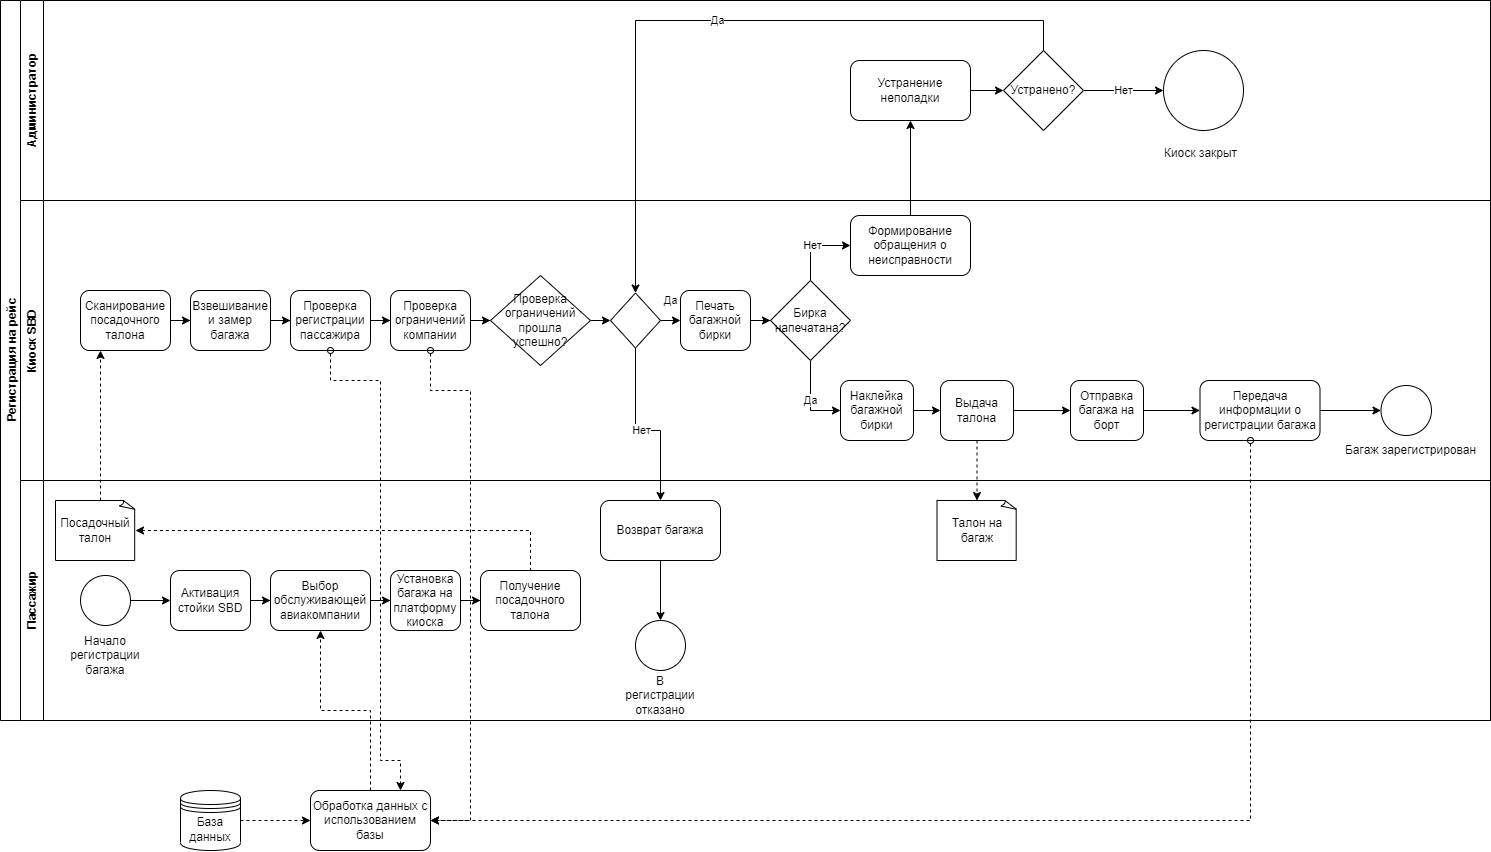 Регистрация на рейс
Администратор
Да
Устранение
неполадки
Устранено?
Нет
Киоск закрыт
Киоск SBD
Сканирование
посадочного
талона
Взвешивание
и замер
багажа
Проверка
регистрации
пассажира
Проверка
ограничений
компании
Проверка
ограничений
прошла
успешно?
Да
Нет
Печать
багажной
бирки
Бирка
напечатана?
Нет
Формирование
обращения о
неисправности
Да
Наклейка
багажной
бирки
Выдача
талона
Отправка
багажа на
борт
Передача
информации о
регистрации багажа
Багаж зарегистрирован
Пассажир
Посадочный
талон
Начало
регистрации
багажа
Активация
стойки SBD
Выбор
обслуживающей
авиакомпании
Установка
багажа на
платформу
киоска
Получение
посадочного
талона
Возврат багажа
В
регистрации
отказано
Талон на
багаж
База
данных
Обработка данных с
использованием
базы